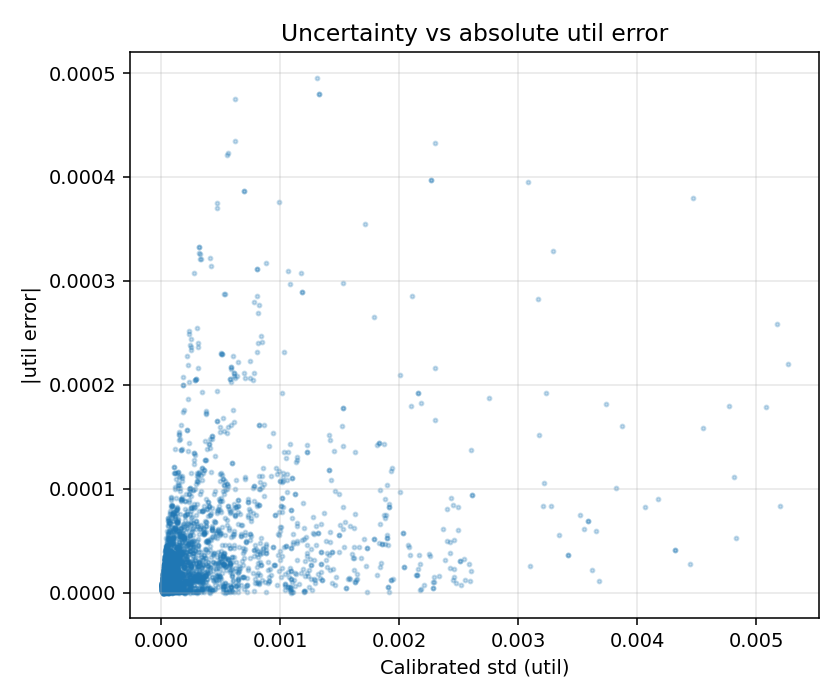 Uncertainty vs absolute util error
0.0005
0.0004
0.0003
0.0002
0.0001
0.0000
|util error|
0.000 0.001 0.002 0.003 0.004 0.005
Calibrated std (util)